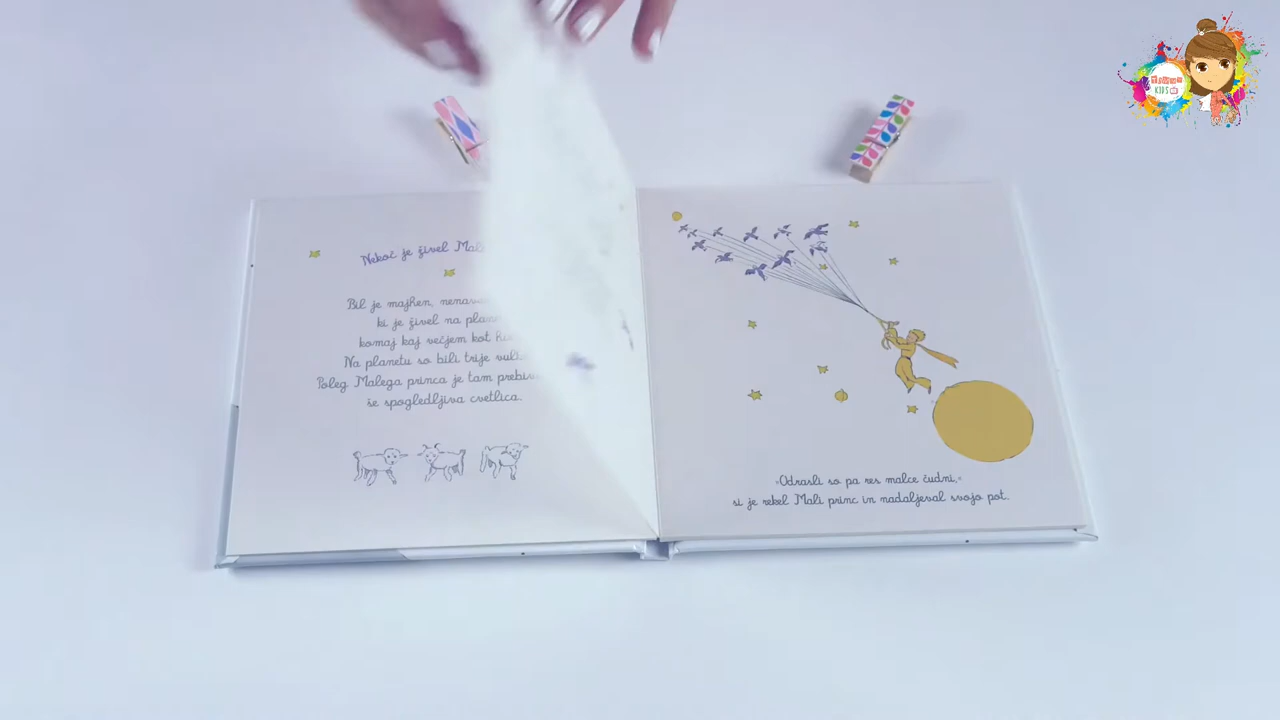 Nekoč je živel
Bil je majhen,
ki je živel na
komaj kaj večjem kot
Na planetu so bili trije
Poleg Malega princa je tam
še spogledljiva cvetlica.
»Odrasli so pa res malce čudni,«
si je rekel Mali princ in nadaljeval svojo pot.
KIDS